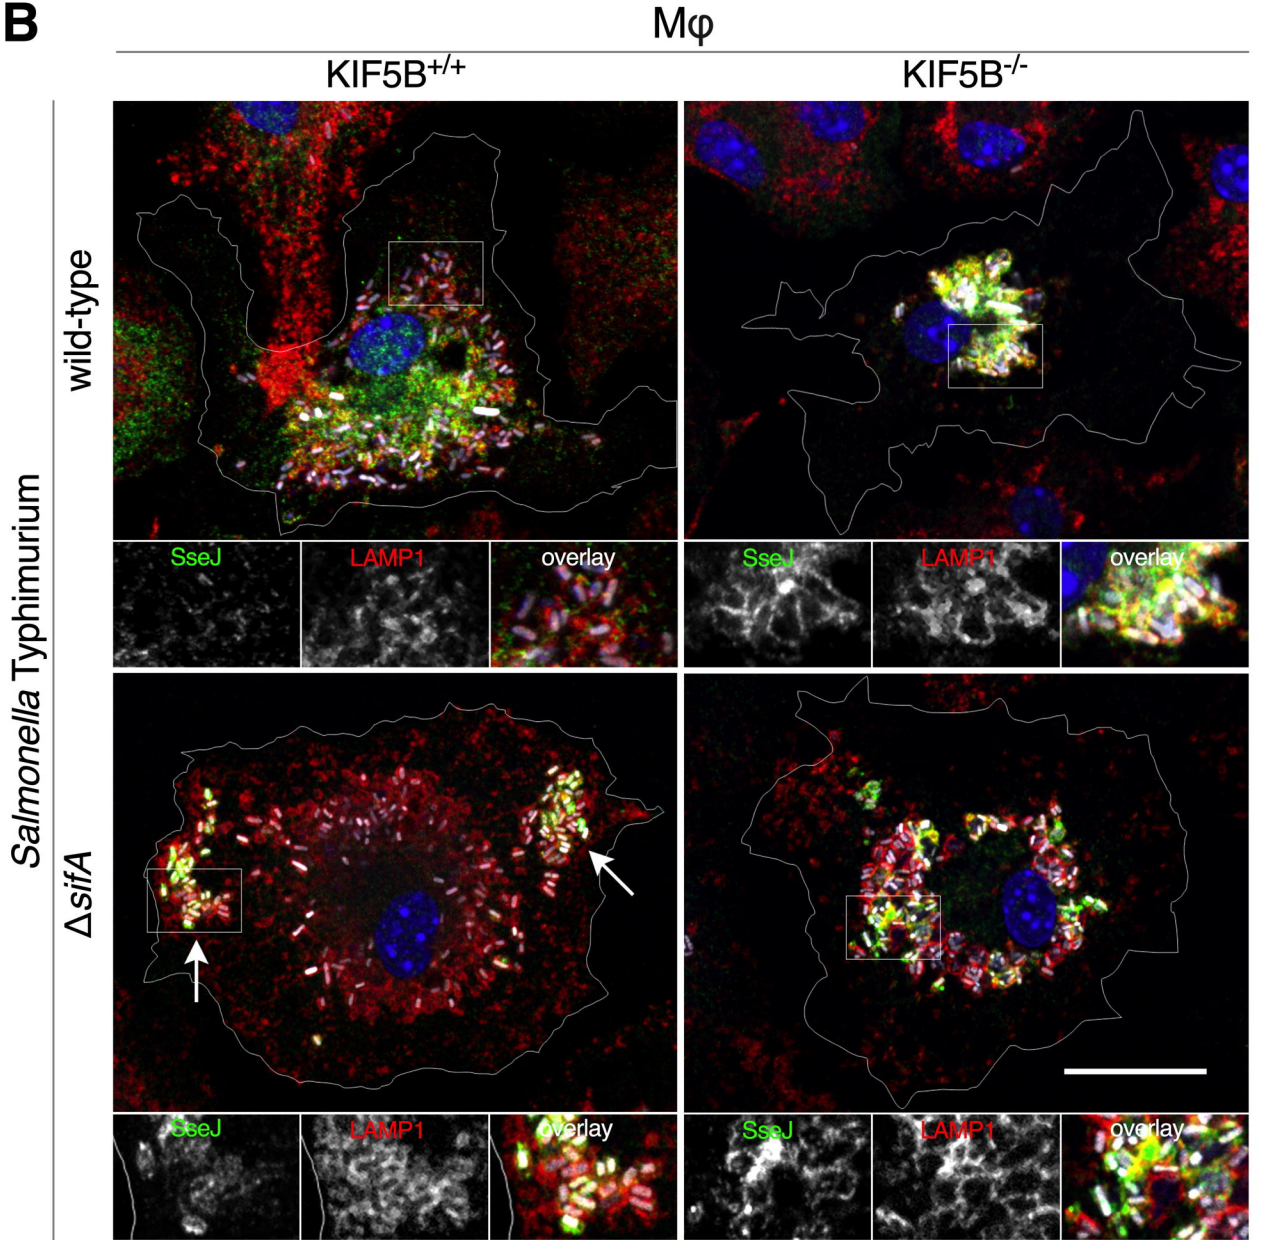 B
Mφ
KIF5B+/+ KIF5B-/-
Salmonella Typhimurium
wild-type
SseJ LAMP1 overlay SseJ LAMP1 overlay
ΔsifA
SseJ LAMP1 overlay SseJ LAMP1 overlay